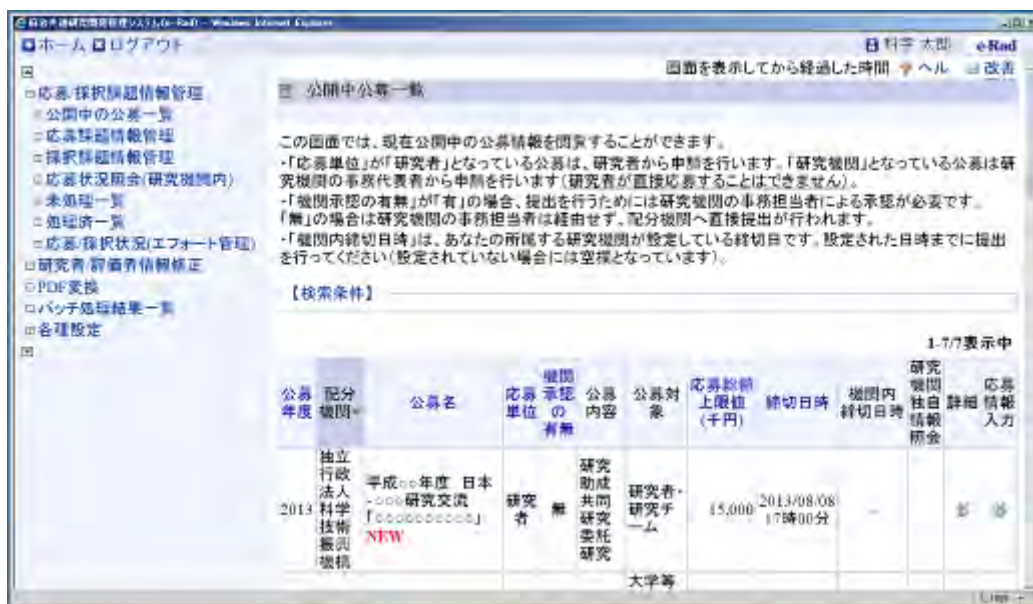 府省共通研究開発管理システム(e-Rad) - Windows Internet Explorer
ホーム ログアウト
科学 太郎 e-Rad
画面を表示してから経過した時間 ヘル 改善
応募/採択課題情報管理
公開中の公募一覧
応募課題情報管理
採択課題情報管理
応募状況照会(研究機関内)
未処理一覧
処理済一覧
応募/採択状況(エフォート管理)
研究者/評価者情報修正
PDF変換
バッチ処理結果一覧
各種設定
公開中公募一覧
この画面では、現在公開中の公募情報を閲覧することができます。
・「応募単位」が「研究者」となっている公募は、研究者から申請を行います。「研究機関」となっている公募は研
究機関の事務代表者から申請を行います(研究者が直接応募することはできません)。
・「機関承認の有無」が「有」の場合、提出を行うためには研究機関の事務担当者による承認が必要です。
「無」の場合は研究機関の事務担当者は経由せず、配分機関へ直接提出が行われます。
・「機関内締切日時」は、あなたの所属する研究機関が設定している締切日です。設定された日時までに提出
を行ってください(設定されていない場合には空欄となっています)。
【検索条件】
1-7/7表示中
公募
年度
配分
機関
公募名
応募
単位
機関
承認
の
有無
公募
内容
公募対
象
応募総額
上限値
(千円)
締切日時
機関内
締切日時
研究
機関
独自
情報
照会
詳細
応募
情報
入力
2013
独立
行政
法人
科学
技術
振興
機構
平成○○年度 日本
-○○○研究交流
「○○○○○○○○○○」
NEW
研究
者
無
研究
助成
共同
研究
委託
研究
研究者・
研究チ
ーム
15,000
2013/08/08
17時00分
-
大学等